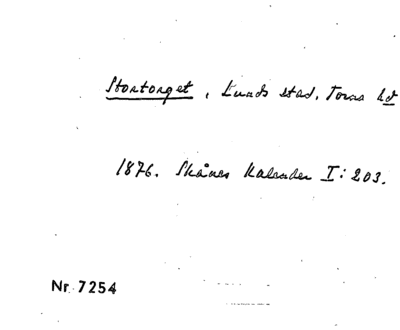 Stortorget, Lunds stad, Torna hd
1876. Skånes Kalender I: 203.
Nr 7254